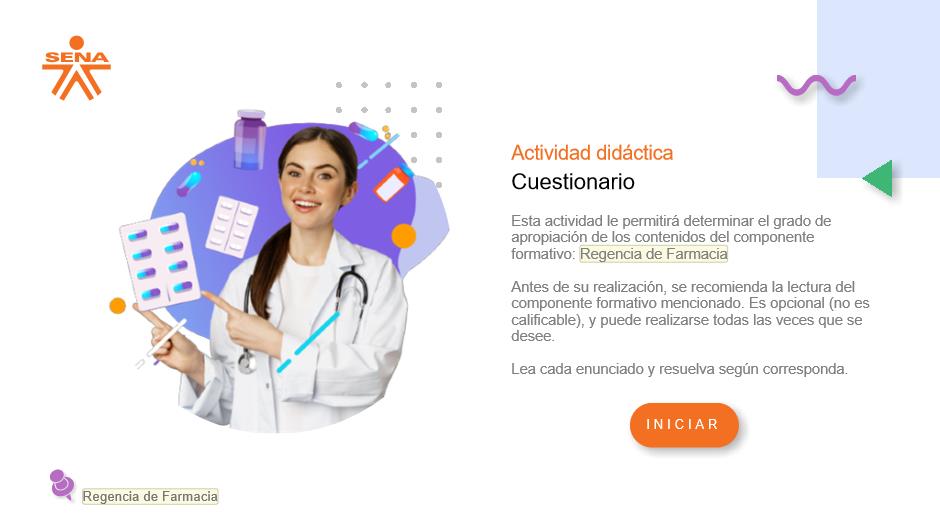 SENA
Actividad didáctica
Cuestionario
Esta actividad le permitirá determinar el grado de
apropiación de los contenidos del componente
formativo: Regencia de Farmacia
Antes de su realización, se recomienda la lectura del
componente formativo mencionado. Es opcional (no es
calificable), y puede realizarse todas las veces que se
desee.
Lea cada enunciado y resuelva según corresponda.
INICIAR
Regencia de Farmacia